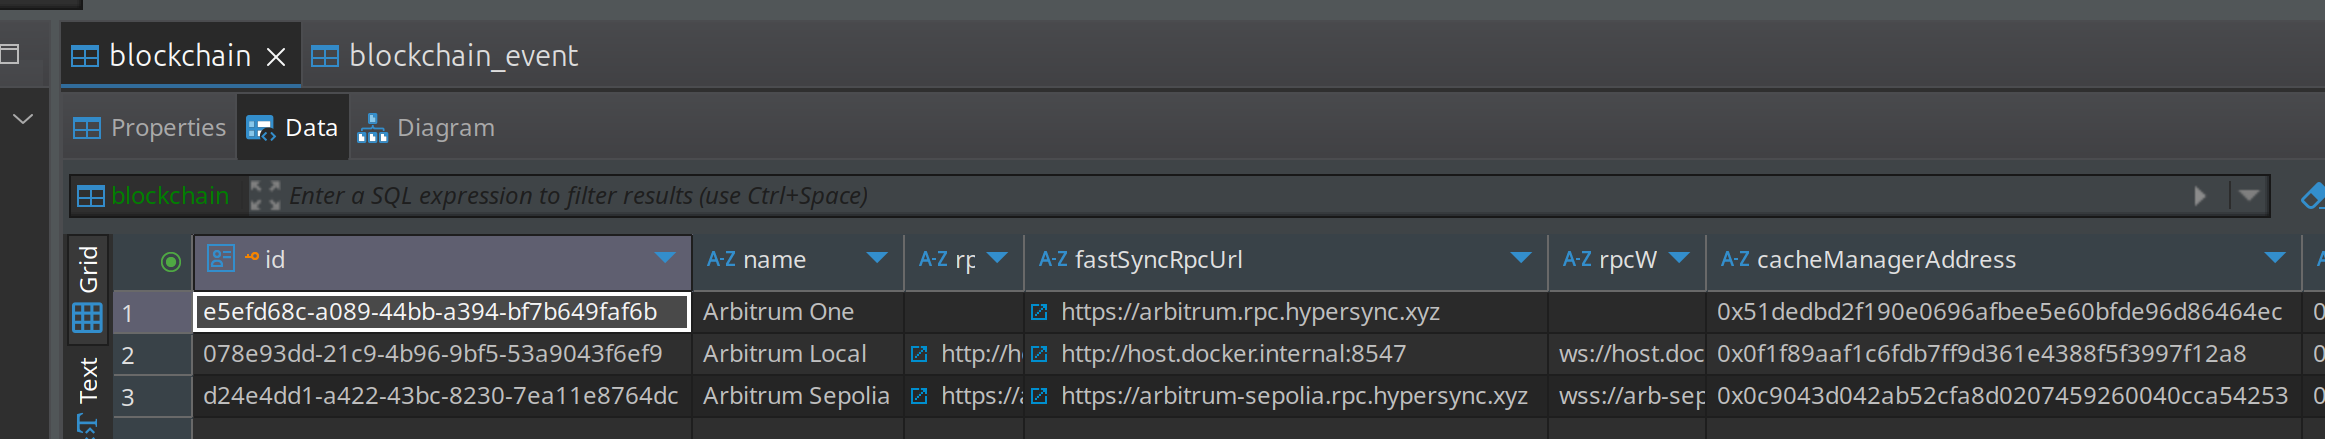 blockchain
blockchain_event
Properties Data Diagram
blockchain Enter a SQL expression to filter results (use Ctrl+Space)
Grid
Text
id A-Z name A-Z rp A-Z fastSyncRpcUrl A-Z rpcW A-Z cacheManagerAddress
1 e5efd68c-a089-44bb-a394-bf7b649faf6b Arbitrum One https://arbitrum.rpc.hypersync.xyz 0x51dedbd2f190e0696afbee5e60bfde96d86464ec 0
2 078e93dd-21c9-4b96-9bf5-53a9043f6ef9 Arbitrum Local http://h http://host.docker.internal:8547 ws://host.doc 0x0f1f89aaf1c6fdb7ff9d361e4388f5f3997f12a8 0
3 d24e4dd1-a422-43bc-8230-7ea11e8764dc Arbitrum Sepolia https:// https://arbitrum-sepolia.rpc.hypersync.xyz wss://arb-sep 0x0c9043d042ab52cfa8d0207459260040cca54253 0